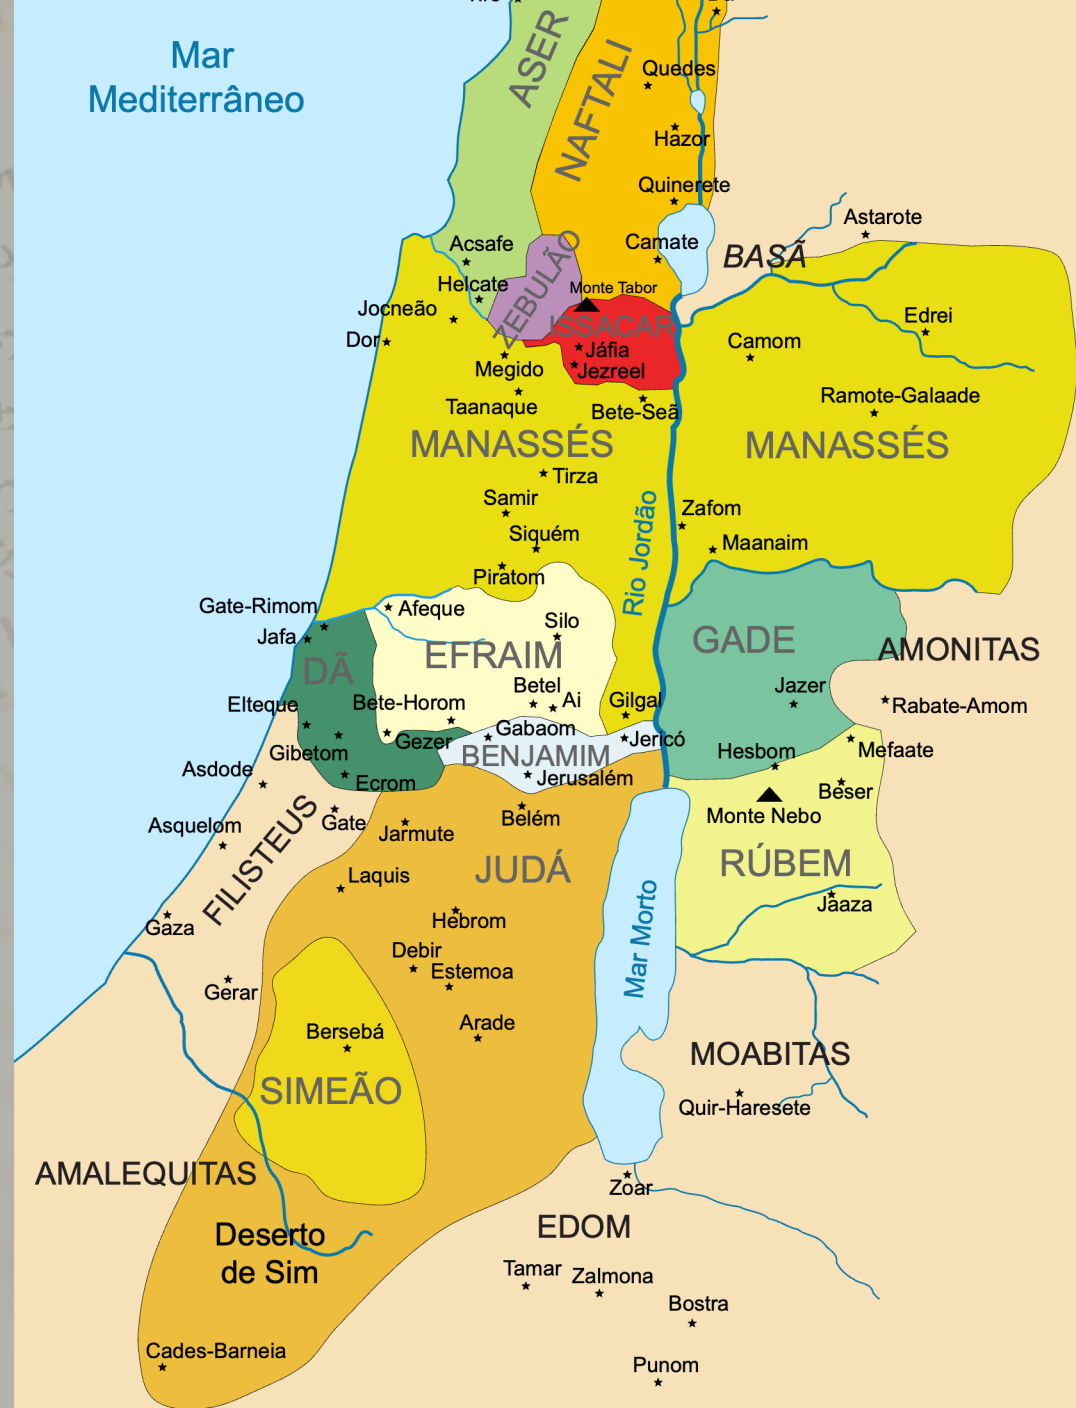 Mar
Mediterrâneo
ASER
NAFTALI
Quedes
Hazor
Quinerete
Astarote
Acsafe
Camate
BASÃ
ZEBULÃO
Helcate
Monte Tabor
Jocneão
ISSACAR
Edrei
Dor
Jáfia
Camom
Megido
Jezreel
Ramote-Galaade
Taanaque
Bete-Seã
MANASSÉS
MANASSÉS
Tirza
Samir
Rio Jordão
Zafom
Siquém
Maanaim
Piratom
Gate-Rimom
Afeque
Jafa
Silo
GADE
AMONITAS
DÃ
EFRAIM
Betel
Jazer
Elteque
Bete-Horom
Ai
Gilgal
Rabate-Amom
Gabaom
Gibetom
Gezer
Jericó
BENJAMIM
Hesbom
Mefaate
Asdode
Ecrom
Jerusalém
Beser
Asquelom
Gate
Jarmute
Belém
Monte Nebo
FILISTEUS
JUDÁ
RÚBEM
Laquis
Jaaza
Gaza
Hebrom
Mar Morto
Debir
Estemoa
Gerar
Bersebá
Arade
MOABITAS
SIMEÃO
Quir-Haresete
AMALEQUITAS
Zoar
Deserto
de Sim
EDOM
Tamar
Zalmona
Bostra
Cades-Barneia
Punom